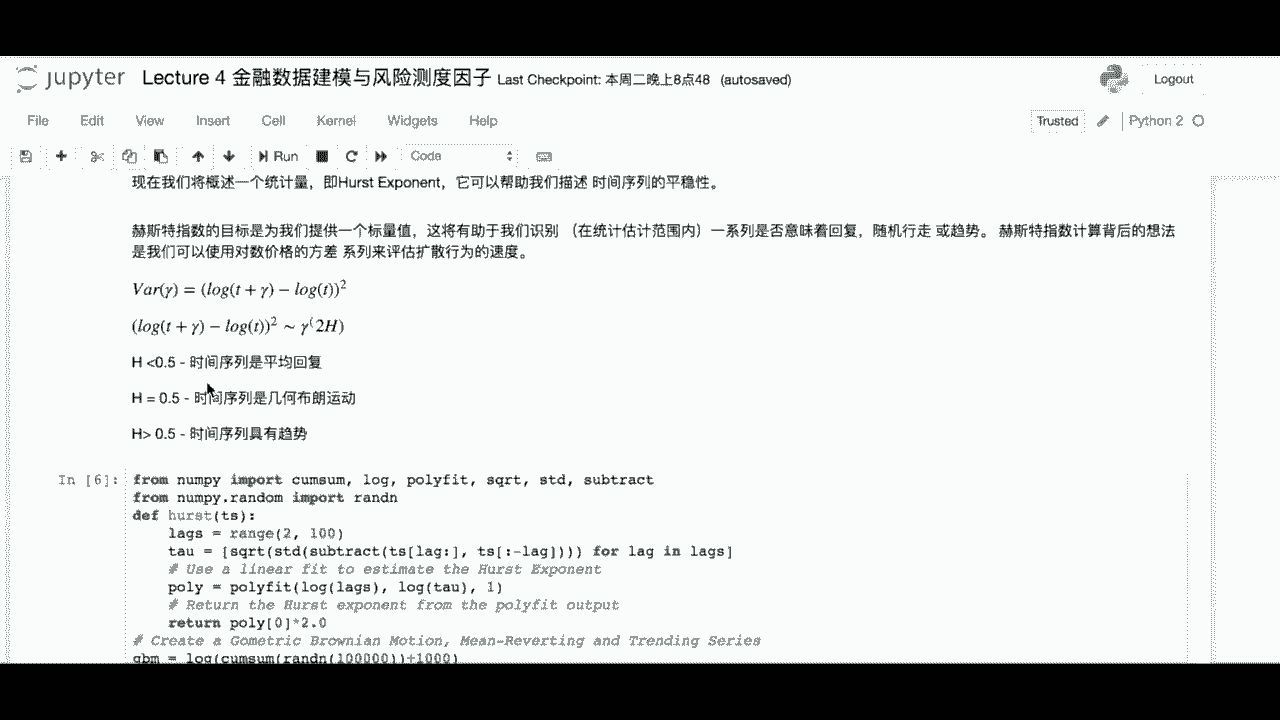 jupyter Lecture 4 金融数据建模与风险测度因子 Last Checkpoint: 本周二晚上8点48 (autosaved)
Logout
File Edit View Insert Cell Kernel Widgets Help
Trusted
Python 2
Run
Code
现在我们将概述一个统计量，即Hurst Exponent，它可以帮助我们描述 时间序列的平稳性。
赫斯特指数的目标是为我们提供一个标量值，这将有助于我们识别 （在统计估计范围内）一系列是否意味着回复，随机行走 或趋势。 赫斯特指数计算背后的想法
是我们可以使用对数价格的方差 系列来评估扩散行为的速度。
Var(γ) = (log(t + γ) − log(t))²
(log(t + γ) − log(t))² ~ γ⁽2H)
H <0.5 - 时间序列是平均回复
H = 0.5 - 时间序列是几何布朗运动
H> 0.5 - 时间序列具有趋势
In [6]:
from numpy import cumsum, log, polyfit, sqrt, std, subtract
from numpy.random import randn
def hurst(ts):
lags = range(2, 100)
tau = [sqrt(std(subtract(ts[lag:], ts[:-lag]))) for lag in lags]
# Use a linear fit to estimate the Hurst Exponent
poly = polyfit(log(lags), log(tau), 1)
# Return the Hurst exponent from the polyfit output
return poly[0]*2.0
# Create a Gometric Brownian Motion, Mean-Reverting and Trending Series
gbm = log(cumsum(randn(100000))+1000)